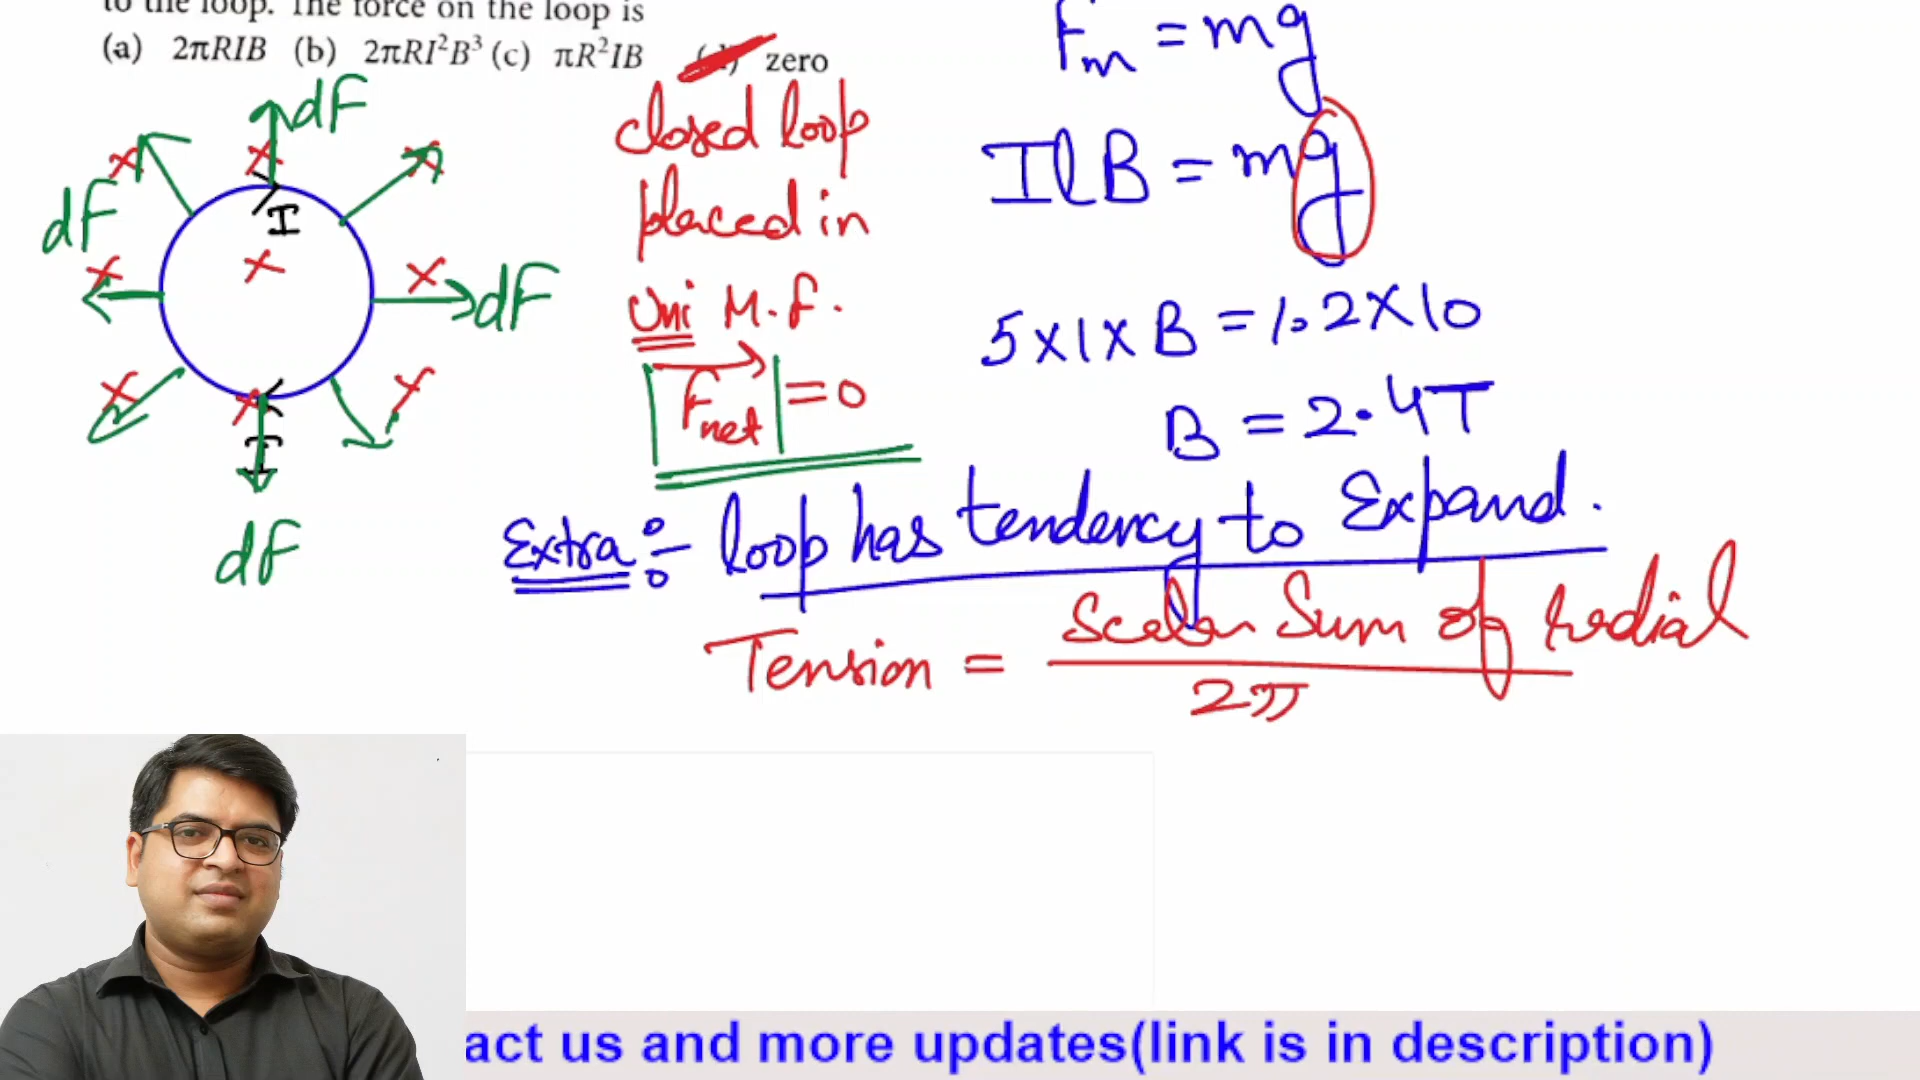 to the loop. The force on the loop is
(a) 2πRIB (b) 2πRI²B³ (c) πR²IB (d) zero
dF
dF
dF
dF
I
I
closed loop
placed in
Uni M.f.
Fnet = 0
Fm = mg
IlB = mg
5×1×B = 1.2×10
B = 2.4T
Extra :- loop has tendency to Expand.
Tension = Scalar Sum of radial
2π
act us and more updates(link is in description)